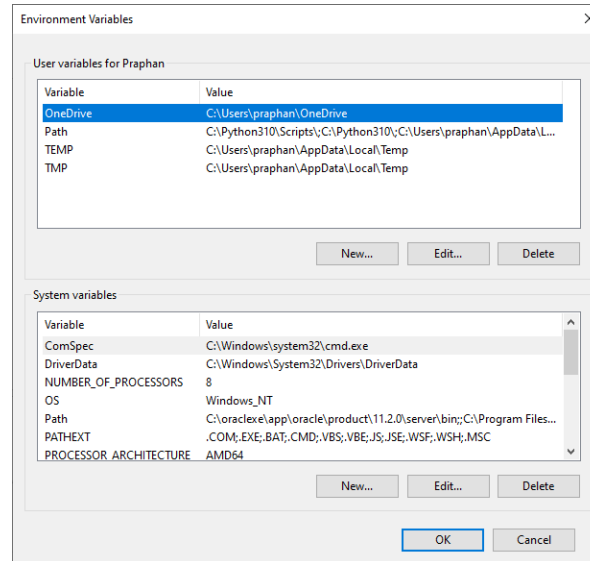 Environment Variables
User variables for Praphan
Variable Value
OneDrive C:\Users\praphan\OneDrive
Path C:\Python310\Scripts\;C:\Python310\;C:\Users\praphan\AppData\L...
TEMP C:\Users\praphan\AppData\Local\Temp
TMP C:\Users\praphan\AppData\Local\Temp
New... Edit... Delete
System variables
Variable Value
ComSpec C:\Windows\system32\cmd.exe
DriverData C:\Windows\System32\Drivers\DriverData
NUMBER_OF_PROCESSORS 8
OS Windows_NT
Path C:\oraclexe\app\oracle\product\11.2.0\server\bin;;C:\Program Files...
PATHEXT .COM;.EXE;.BAT;.CMD;.VBS;.VBE;.JS;.JSE;.WSF;.WSH;.MSC
PROCESSOR_ARCHITECTURE AMD64
New... Edit... Delete
OK Cancel